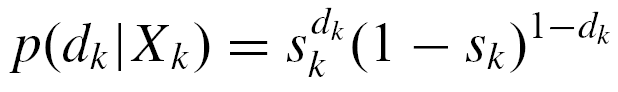 p(d_k|X_k) = s_k^{d_k}(1 − s_k)^{1−d_k}